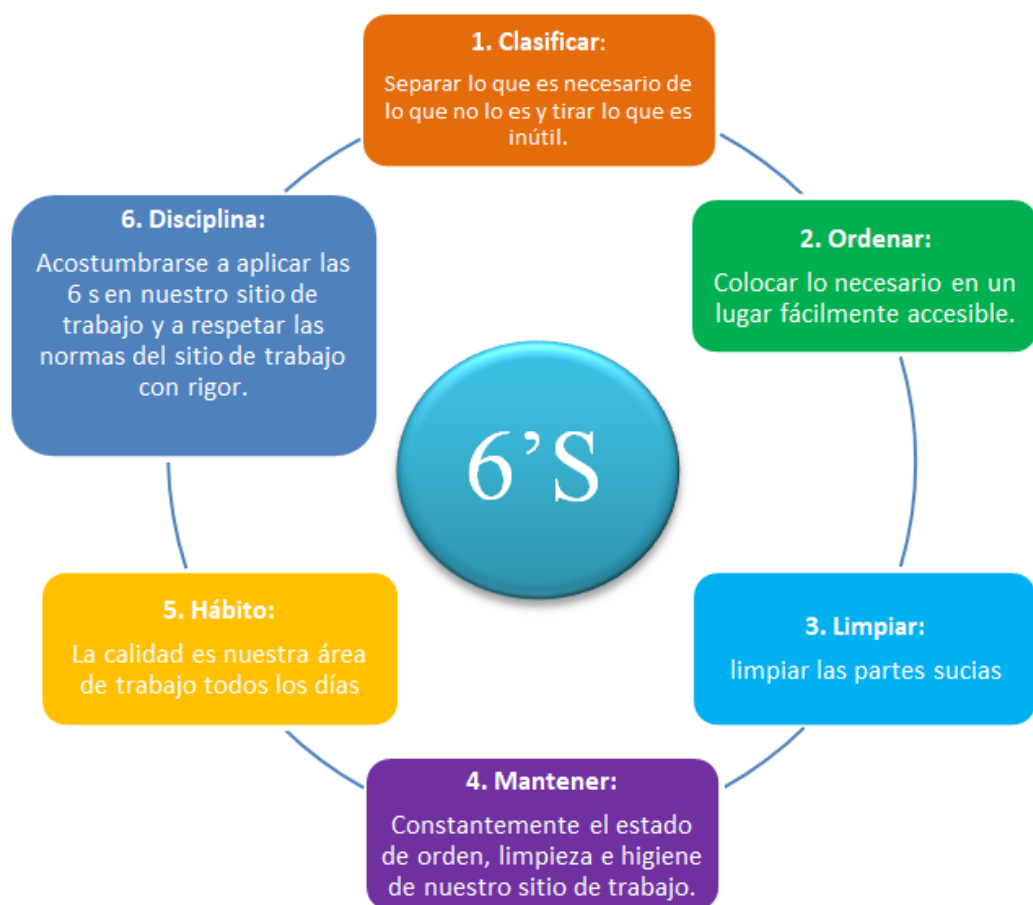 1. Clasificar:
Separar lo que es necesario de
lo que no lo es y tirar lo que es
inútil.
2. Ordenar:
Colocar lo necesario en un
lugar fácilmente accesible.
3. Limpiar:
limpiar las partes sucias
4. Mantener:
Constantemente el estado
de orden, limpieza e higiene
de nuestro sitio de trabajo.
5. Hábito:
La calidad es nuestra área
de trabajo todos los días
6. Disciplina:
Acostumbrarse a aplicar las
6 s en nuestro sitio de
trabajo y a respetar las
normas del sitio de trabajo
con rigor.
6’S